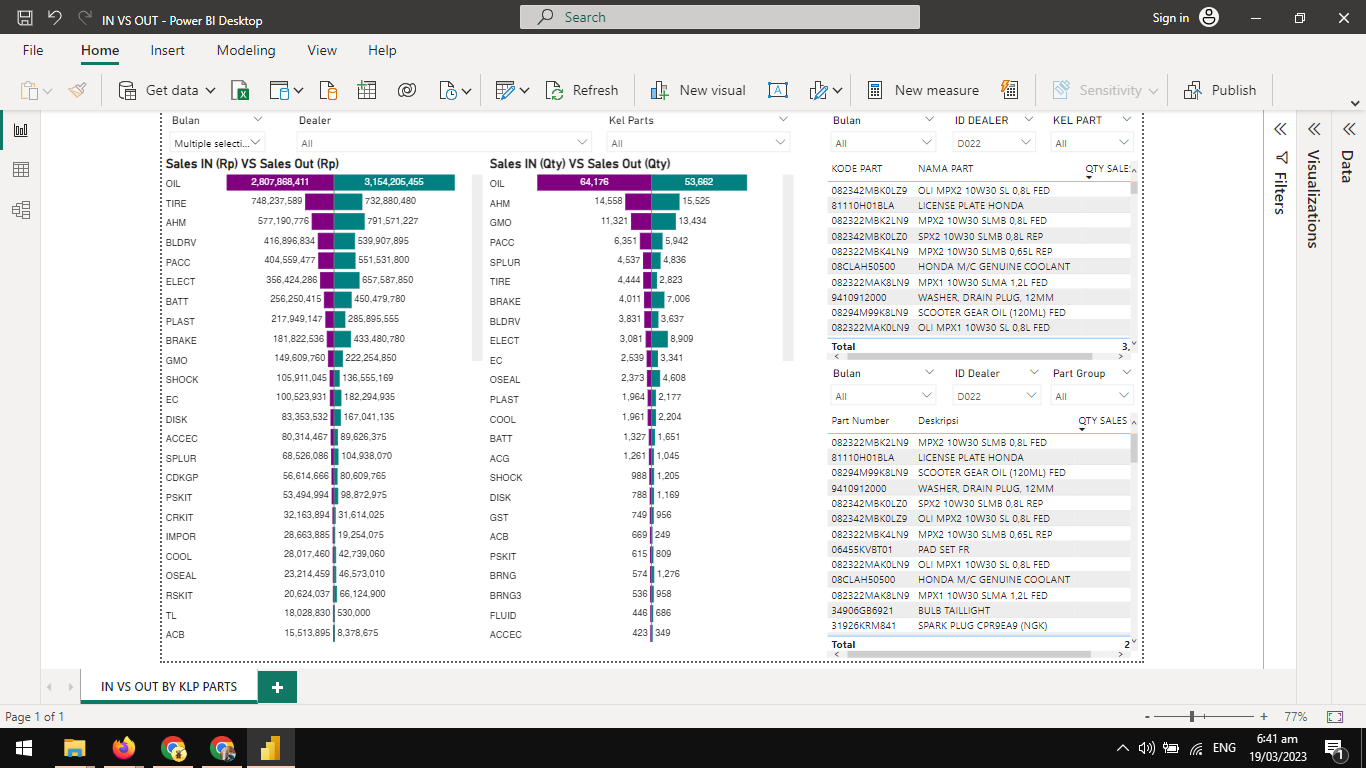 IN VS OUT - Power BI Desktop
Search
Sign in
File Home Insert Modeling View Help
Get data Refresh New visual A New measure Sensitivity Publish
Bulan Dealer Kel Parts Bulan ID DEALER KEL PART
Multiple selecti... All All All D022 All
Sales IN (Rp) VS Sales Out (Rp)
OIL 2,807,868,411 3,154,205,455
TIRE 748,237,589 732,880,480
AHM 577,190,776 791,571,227
BLDRV 416,896,834 539,907,895
PACC 404,559,477 551,531,800
ELECT 356,424,286 657,587,850
BATT 256,250,415 450,479,780
PLAST 217,949,147 285,895,555
BRAKE 181,822,536 433,480,780
GMO 149,609,760 222,254,850
SHOCK 105,911,045 136,555,169
EC 100,523,931 182,294,935
DISK 83,353,532 167,041,135
ACCEC 80,314,467 89,626,375
SPLUR 68,526,086 104,938,070
CDKGP 56,614,666 80,609,765
PSKIT 53,494,994 98,872,975
CRKIT 32,163,894 31,614,025
IMPOR 28,663,885 19,254,075
COOL 28,017,460 42,739,060
OSEAL 23,214,459 46,573,010
RSKIT 20,624,037 66,124,900
TL 18,028,830 530,000
ACB 15,513,895 8,378,675
Sales IN (Qty) VS Sales Out (Qty)
OIL 64,176 53,662
AHM 14,558 15,525
GMO 11,321 13,434
PACC 6,351 5,942
SPLUR 4,537 4,836
TIRE 4,444 2,823
BRAKE 4,011 7,006
BLDRV 3,831 3,637
ELECT 3,081 8,909
EC 2,539 3,341
OSEAL 2,373 4,608
PLAST 1,964 2,177
COOL 1,961 2,204
BATT 1,327 1,651
ACG 1,261 1,045
SHOCK 988 1,205
DISK 788 1,169
GST 749 956
ACB 669 249
PSKIT 615 809
BRNG 574 1,276
BRNG3 536 958
FLUID 446 686
ACCEC 423 349
KODE PART NAMA PART QTY SALE
082342MBK0LZ9 OLI MPX2 10W30 SL 0,8L FED
81110H01BLA LICENSE PLATE HONDA
082322MBK2LN9 MPX2 10W30 SLMB 0,8L FED
082342MBK0LZ0 SPX2 10W30 SLMB 0,8L REP
082322MBK4LN9 MPX2 10W30 SLMB 0,65L REP
08CLAH50500 HONDA M/C GENUINE COOLANT
082322MAK8LN9 MPX1 10W30 SLMA 1,2L FED
9410912000 WASHER, DRAIN PLUG, 12MM
08294M99K8LN9 SCOOTER GEAR OIL (120ML) FED
082322MAK0LN9 OLI MPX1 10W30 SL 0,8L FED
Total 3,
Bulan ID Dealer Part Group
All D022 All
Part Number Deskripsi QTY SALES
082322MBK2LN9 MPX2 10W30 SLMB 0,8L FED
81110H01BLA LICENSE PLATE HONDA
08294M99K8LN9 SCOOTER GEAR OIL (120ML) FED
9410912000 WASHER, DRAIN PLUG, 12MM
082342MBK0LZ0 SPX2 10W30 SLMB 0,8L REP
082342MBK0LZ9 OLI MPX2 10W30 SL 0,8L FED
082322MBK4LN9 MPX2 10W30 SLMB 0,65L REP
06455KVBT01 PAD SET FR
082322MAK0LN9 OLI MPX1 10W30 SL 0,8L FED
08CLAH50500 HONDA M/C GENUINE COOLANT
082322MAK8LN9 MPX1 10W30 SLMA 1,2L FED
34906GB6921 BULB TAILLIGHT
31926KRM841 SPARK PLUG CPR9EA9 (NGK)
Total 2
Filters
Visualizations
Data
IN VS OUT BY KLP PARTS
Page 1 of 1
77%
ENG
6:41 am
19/03/2023
1